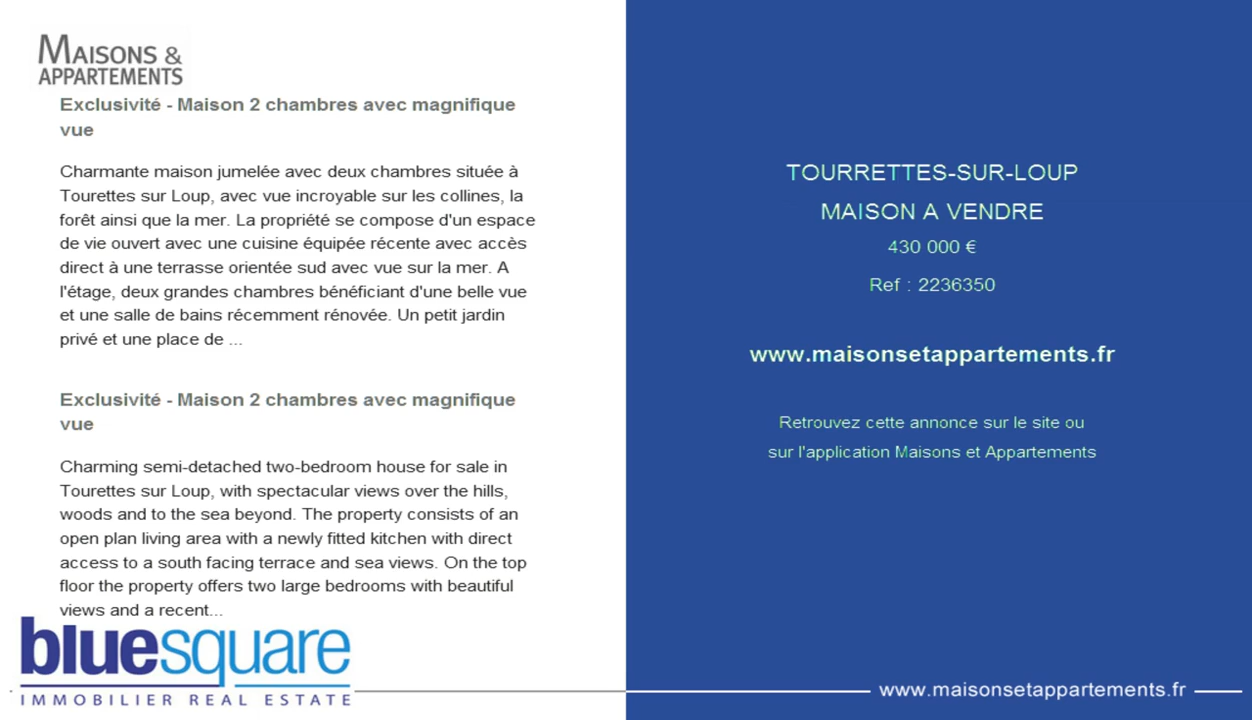 MAISONS &
APPARTEMENTS
Exclusivité - Maison 2 chambres avec magnifique
vue
Charmante maison jumelée avec deux chambres située à
Tourettes sur Loup, avec vue incroyable sur les collines, la
forêt ainsi que la mer. La propriété se compose d'un espace
de vie ouvert avec une cuisine équipée récente avec accès
direct à une terrasse orientée sud avec vue sur la mer. A
l'étage, deux grandes chambres bénéficiant d'une belle vue
et une salle de bains récemment rénovée. Un petit jardin
privé et une place de ...
Exclusivité - Maison 2 chambres avec magnifique
vue
Charming semi-detached two-bedroom house for sale in
Tourettes sur Loup, with spectacular views over the hills,
woods and to the sea beyond. The property consists of an
open plan living area with a newly fitted kitchen with direct
access to a south facing terrace and sea views. On the top
floor the property offers two large bedrooms with beautiful
views and a recent...
bluesquare
IMMOBILIER REAL ESTATE
TOURRETTES-SUR-LOUP
MAISON A VENDRE
430 000 €
Ref : 2236350
www.maisonsetappartements.fr
Retrouvez cette annonce sur le site ou
sur l'application Maisons et Appartements
www.maisonsetappartements.fr